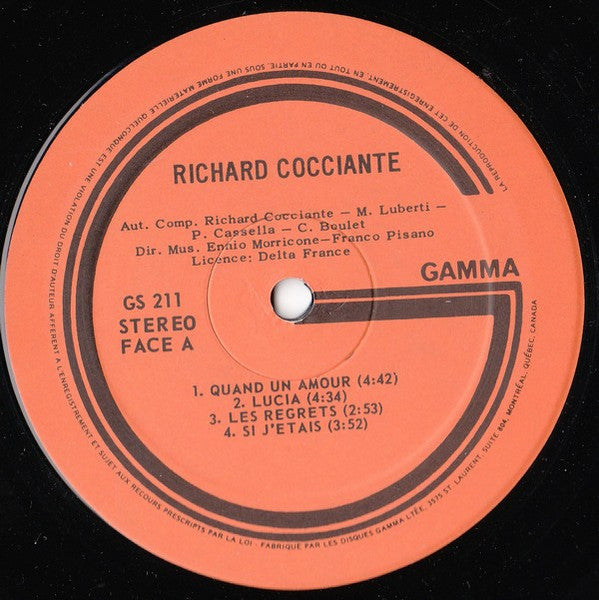 RICHARD COCCIANTE
Aut. Comp. Richard Cocciante — M. Luberti —
P. Cassella — C. Boulet
Dir. Mus. Ennio Morricone—Franco Pisano
Licence: Delta France
GAMMA
GS 211
STEREO
FACE A
1. QUAND UN AMOUR (4:42)
2. LUCIA (4:34)
3. LES REGRETS (2:53)
4. SI J'ETAIS (3:52)
LA REPRODUCTION DE CET ENREGISTREMENT, EN TOUT OU EN PARTIE, SOUS UNE FORME MATERIELLE QUELCONQUE EST UNE VIOLATION DU DROIT D'AUTEUR AFFERENT A L'ENREGISTREMENT ET SUJET AUX RECOURS PRESCRIPTS PAR LA LOI - FABRIQUÉ PAR LES DISQUES GAMMA LTÉE, 3575 ST. LAURENT, SUITE 804, MONTRÉAL, QUÉBEC, CANADA